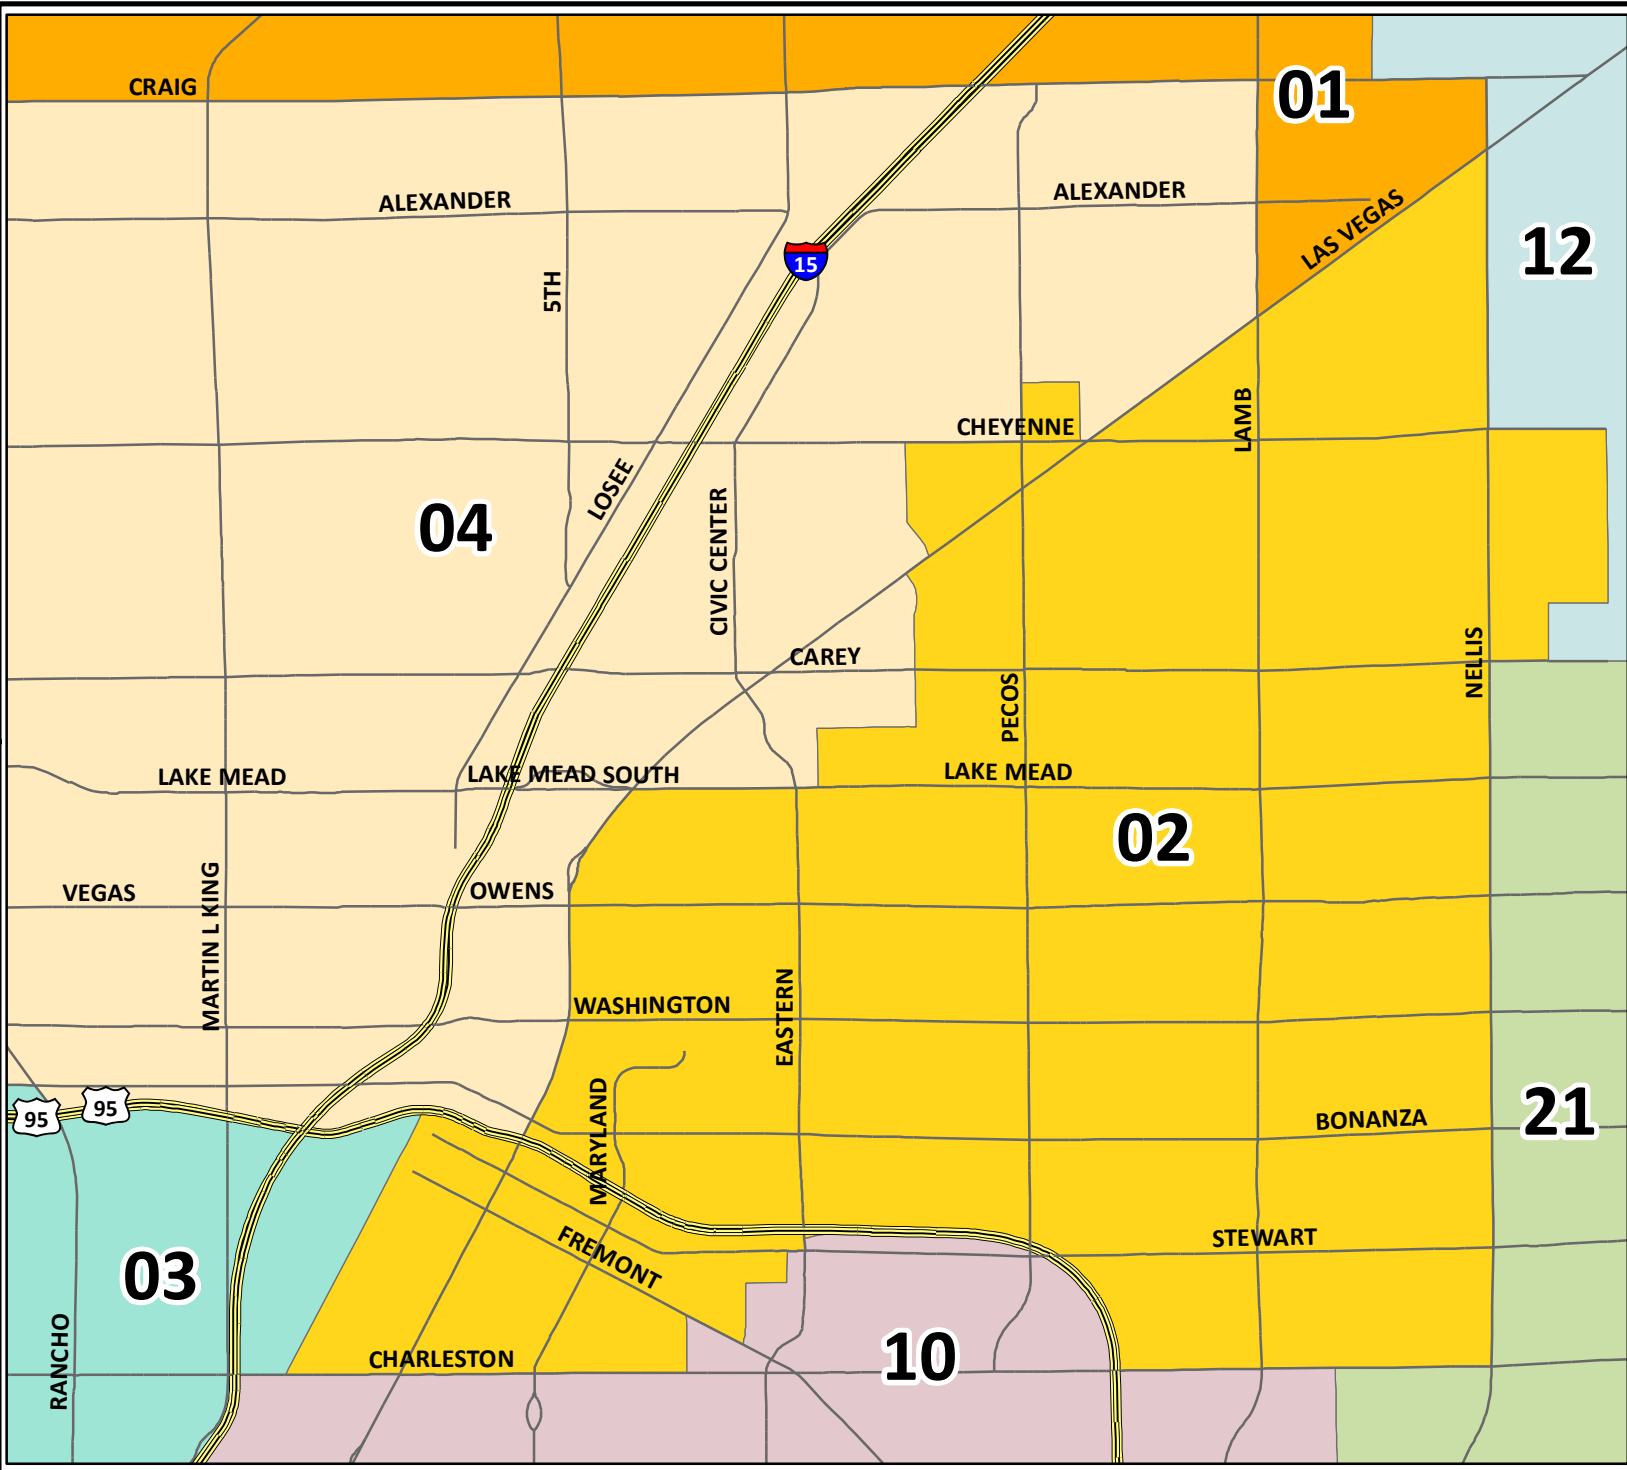 CRAIG
01
ALEXANDER
ALEXANDER
LAS VEGAS
12
15
5TH
CHEYENNE
LAMB
LOSEE
04
CIVIC CENTER
CAREY
PECOS
NELLIS
LAKE MEAD
LAKE MEAD SOUTH
LAKE MEAD
02
VEGAS
OWENS
MARTIN L KING
WASHINGTON
EASTERN
MARYLAND
95
95
BONANZA
21
FREMONT
STEWART
03
RANCHO
CHARLESTON
10